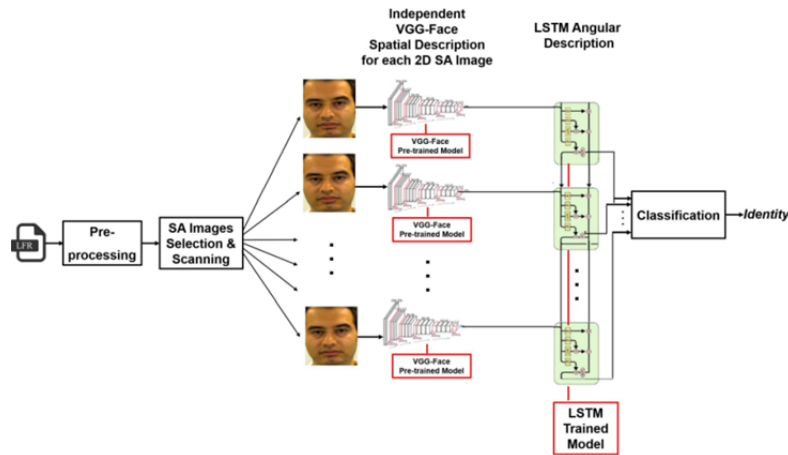 Independent
VGG-Face
Spatial Description
for each 2D SA Image
LSTM Angular
Description
VGG-Face
Pre-trained Model
VGG-Face
Pre-trained Model
LFR
Pre-
processing
SA Images
Selection &
Scanning
Classification
Identity
VGG-Face
Pre-trained Model
LSTM
Trained
Model